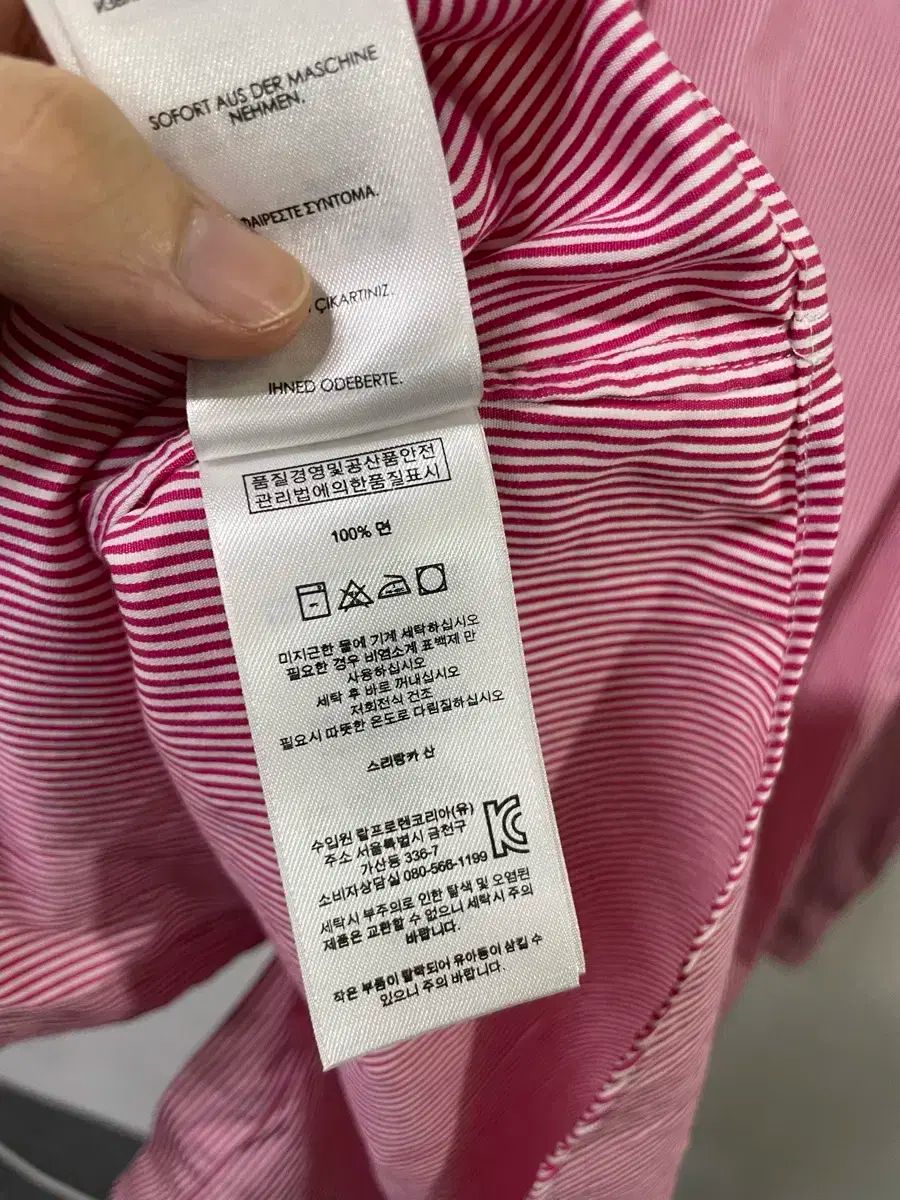 SOFORT AUS DER MASCHINE
NEHMEN.
ΣΥΝΤΟΜΑ.
ÇIKARTINIZ.
IHNED ODEBERTE.
품질경영및공산품안전
관리법에의한품질표시
100% 면
미지근한 물에 기계 세탁하십시오
필요한 경우 비염소계 표백제 만
사용하십시오
세탁 후 바로 꺼내십시오
저회전식 건조
필요시 따뜻한 온도로 다림질하십시오
스리랑카 산
수입원 랄프로렌코리아(유)
주소 서울특별시 금천구
가산동 336-7
소비자상담실 080-566-1199
세탁시 부주의로 인한 탈색 및 오염된
제품은 교환할 수 없으니 세탁시 주의
바랍니다.
작은 부품이 탈락되어 유아등이 삼킬 수
있으니 주의 바랍니다.